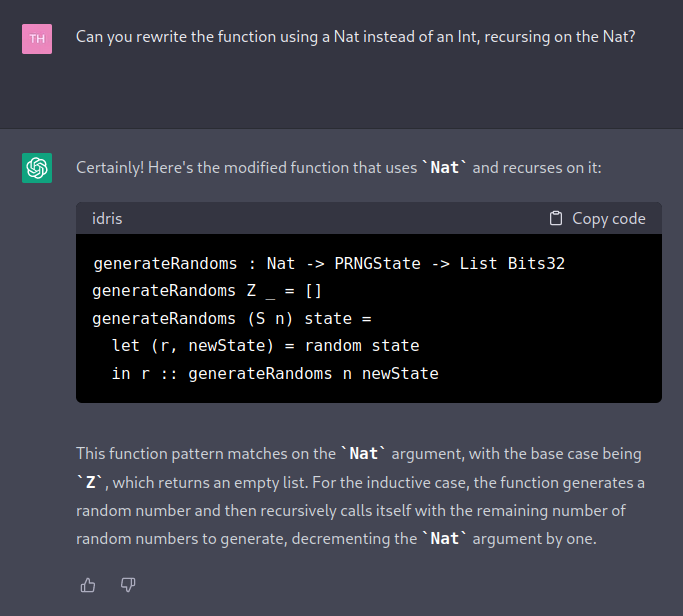 TH
Can you rewrite the function using a Nat instead of an Int, recursing on the Nat?
Certainly! Here's the modified function that uses `Nat` and recurses on it:
idris
Copy code
generateRandoms : Nat -> PRNGState -> List Bits32
generateRandoms Z _ = []
generateRandoms (S n) state =
  let (r, newState) = random state
  in r :: generateRandoms n newState
This function pattern matches on the `Nat` argument, with the base case being
`Z`, which returns an empty list. For the inductive case, the function generates a
random number and then recursively calls itself with the remaining number of
random numbers to generate, decrementing the `Nat` argument by one.